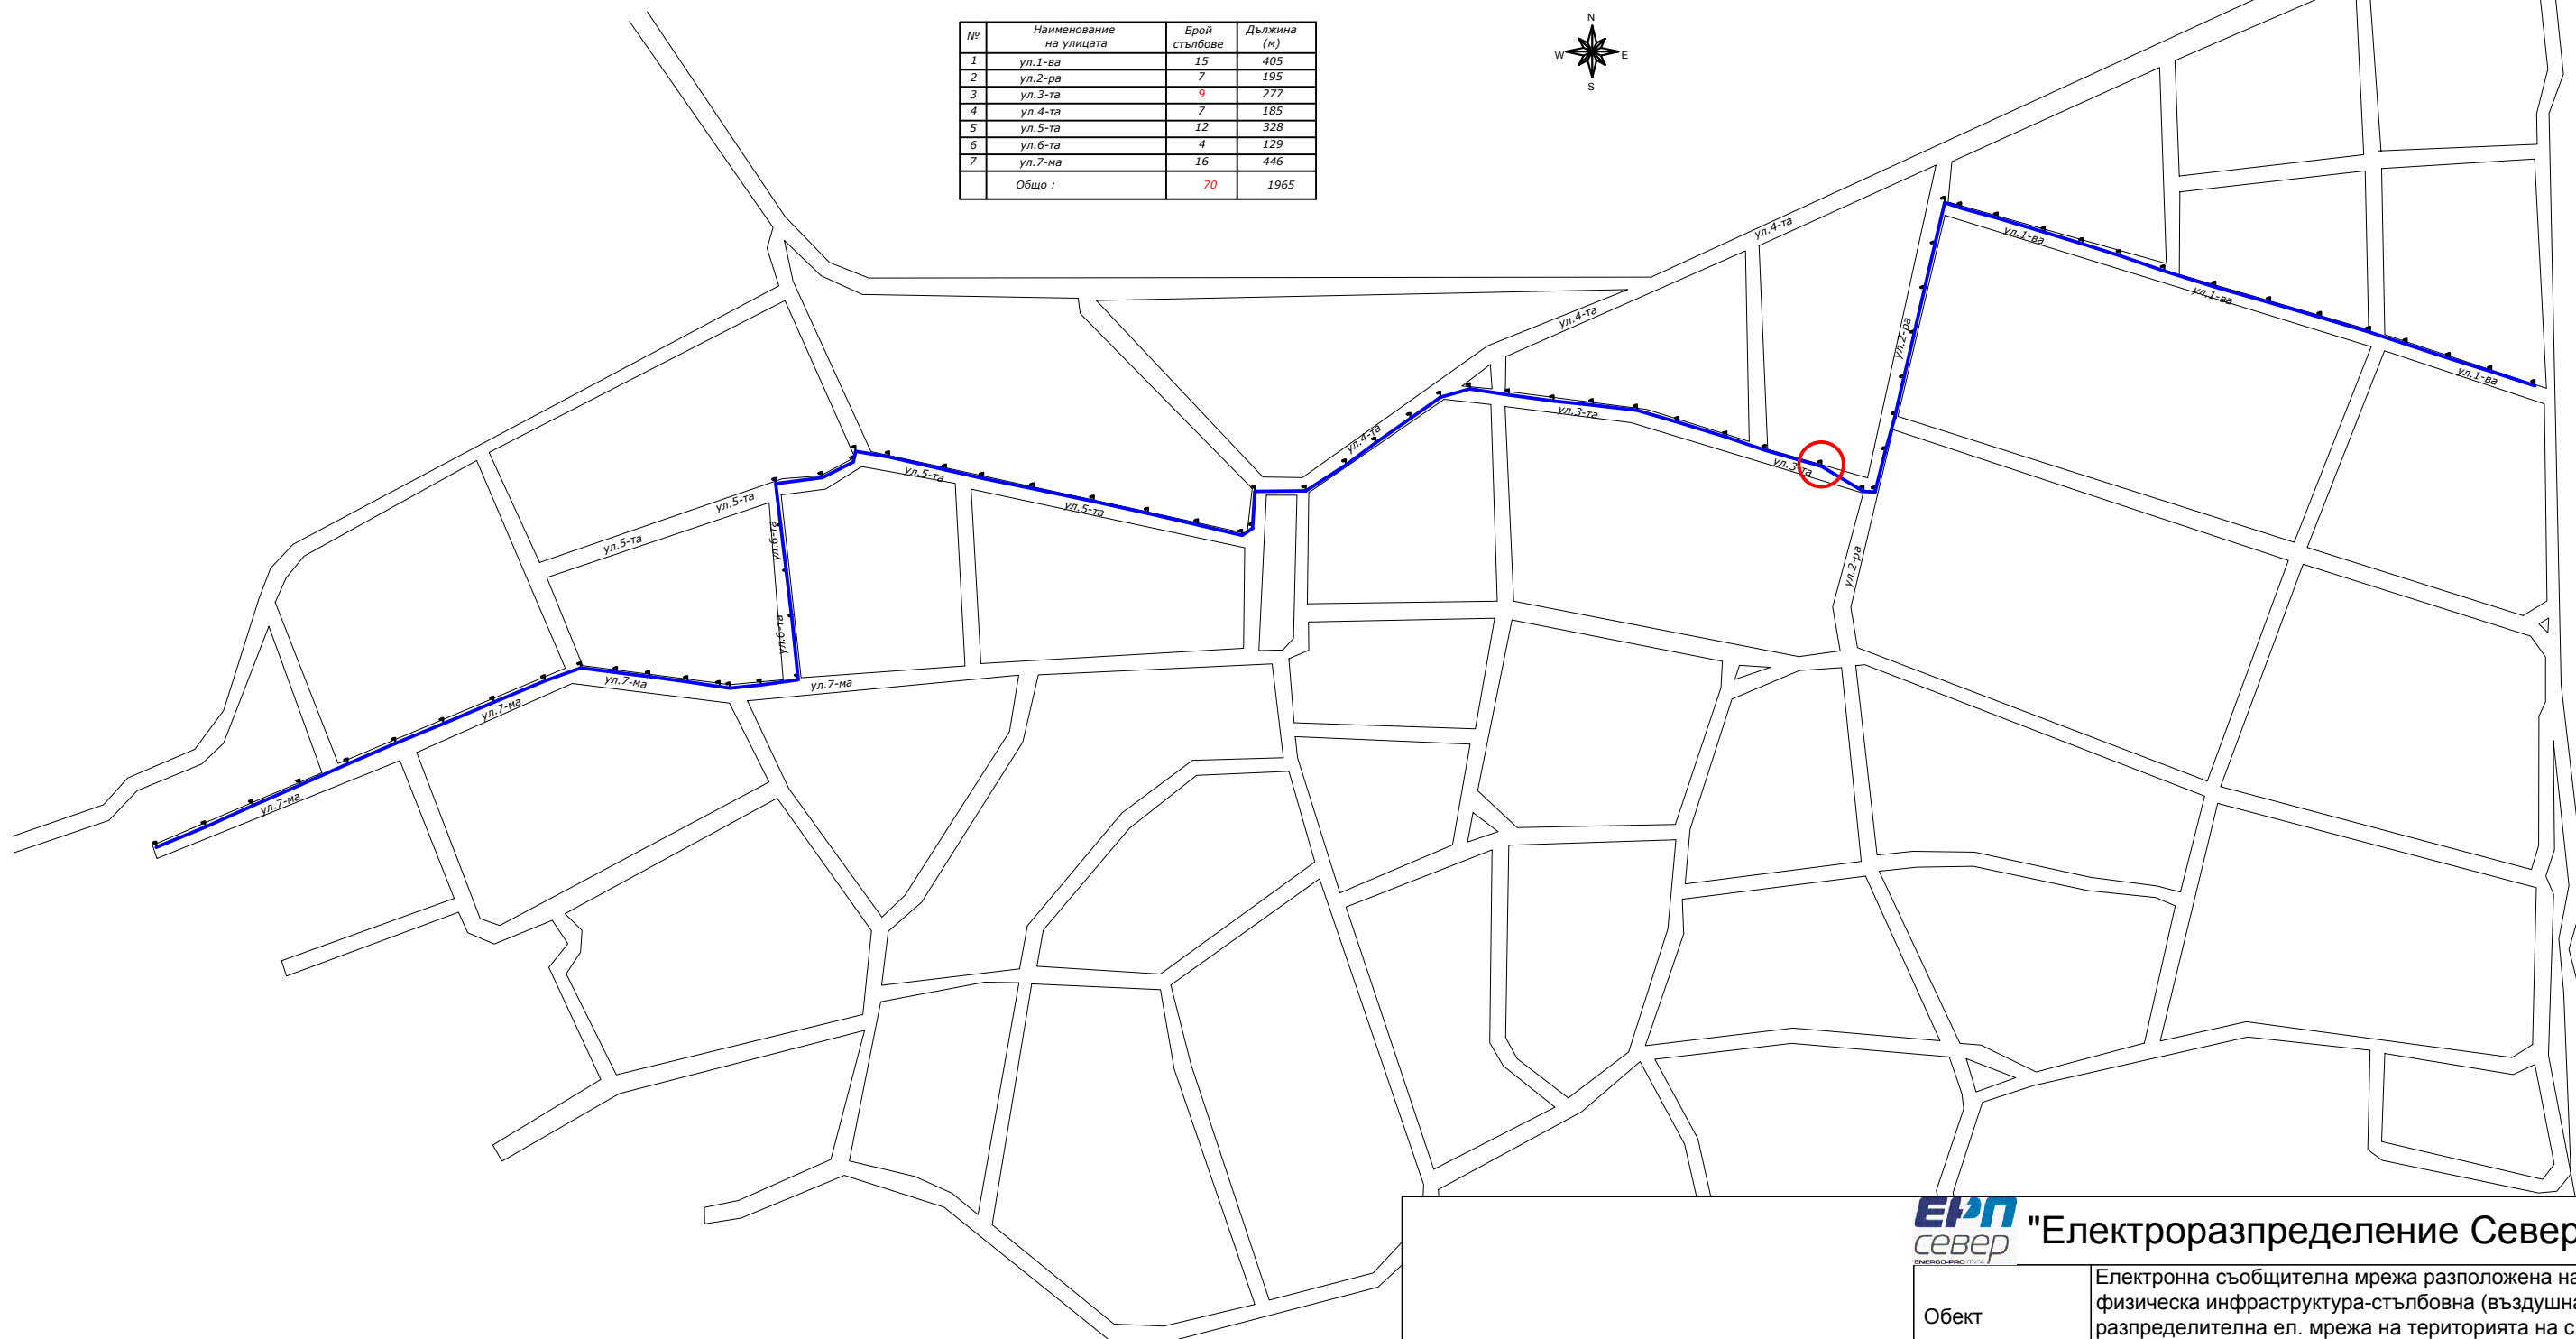 № Наименование на улицата Брой стълбове Дължина (м)
1 ул.1-ва 15 405
2 ул.2-ра 7 195
3 ул.3-та 9 277
4 ул.4-та 7 185
5 ул.5-та 12 328
6 ул.6-та 4 129
7 ул.7-ма 16 446
Общо : 70 1965
N
W E
S
ул.4-та
ул.1-ва
ул.1-ва
ул.4-та
ул.2-ра
ул.1-ва
ул.3-та
ул.4-та
ул.3-та
ул.5-та
ул.5-та
ул.5-та
ул.5-та
ул.6-та
ул.2-ра
ул.6-та
ул.7-ма
ул.7-ма
ул.7-ма
ул.7-ма
ЕРП
север
ENERGO-PRO
"Електроразпределение Север
Обект
Електронна съобщителна мрежа разположена на
физическа инфраструктура-стълбовна (въздушна
разпределителна ел. мрежа на територията на с